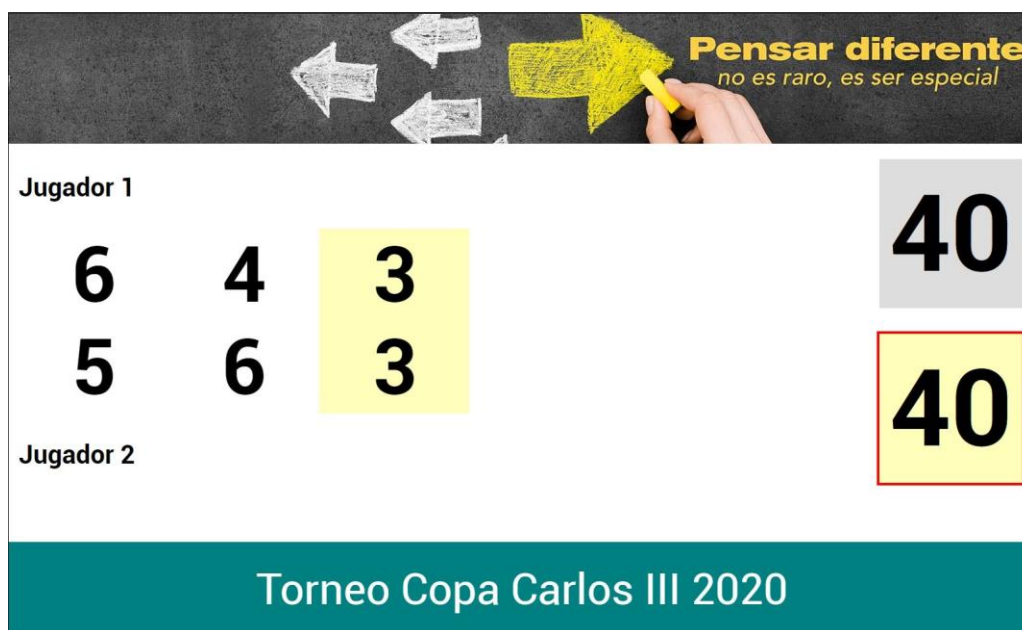 Pensar diferente
no es raro, es ser especial
Jugador 1
40
6 4 3
5 6 3
40
Jugador 2
Torneo Copa Carlos III 2020